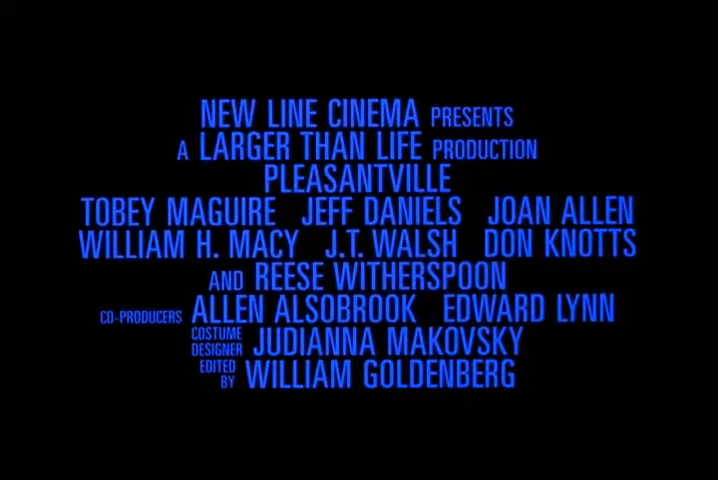 NEW LINE CINEMA PRESENTS
A LARGER THAN LIFE PRODUCTION
PLEASANTVILLE
TOBEY MAGUIRE JEFF DANIELS JOAN ALLEN
WILLIAM H. MACY J.T. WALSH DON KNOTTS
AND REESE WITHERSPOON
CO-PRODUCERS ALLEN ALSOBROOK EDWARD LYNN
COSTUME DESIGNER JUDIANNA MAKOVSKY
EDITED BY WILLIAM GOLDENBERG